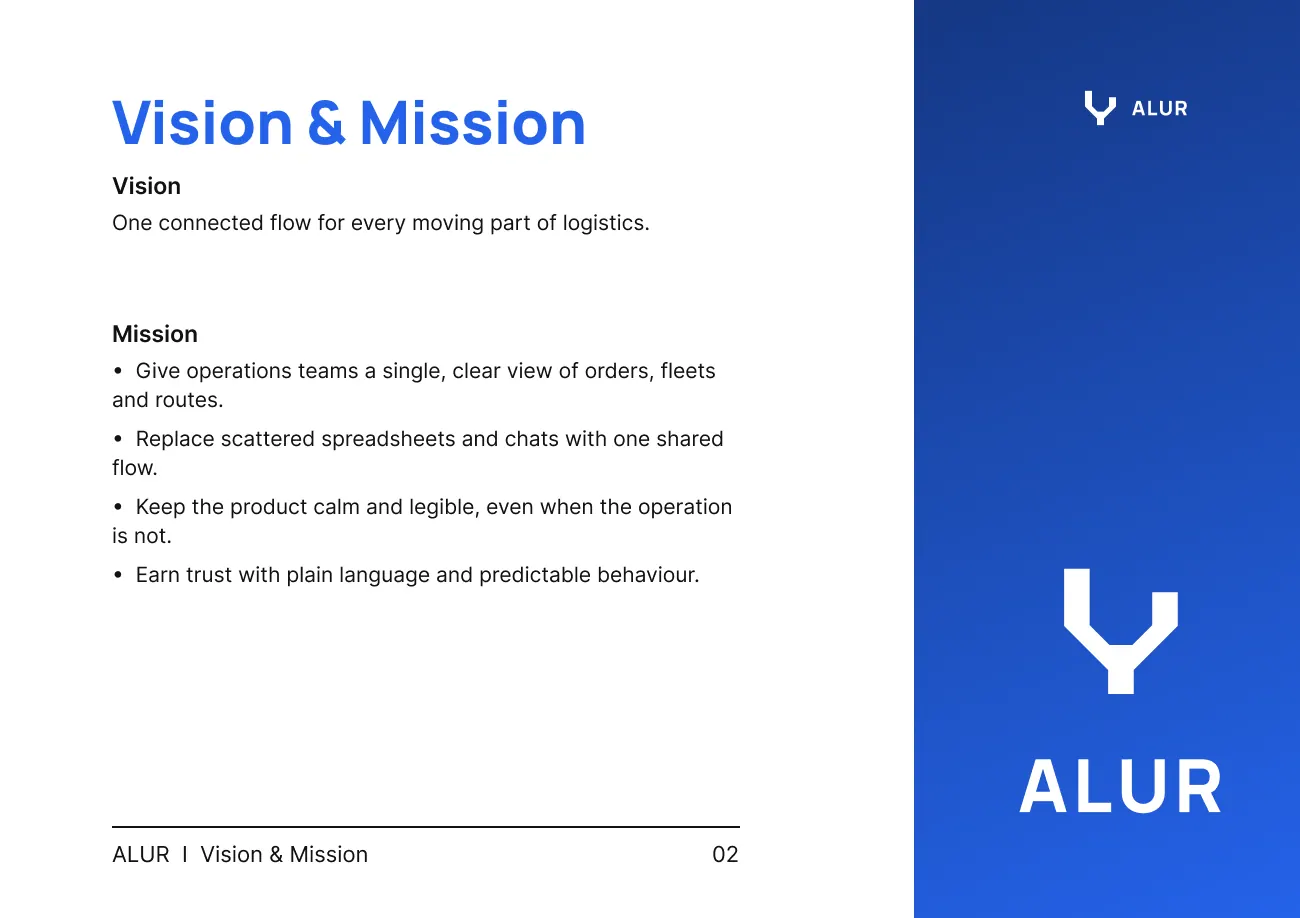 Vision & Mission
Vision
One connected flow for every moving part of logistics.
Mission
• Give operations teams a single, clear view of orders, fleets
and routes.
• Replace scattered spreadsheets and chats with one shared
flow.
• Keep the product calm and legible, even when the operation
is not.
• Earn trust with plain language and predictable behaviour.
ALUR I Vision & Mission 02
ALUR
ALUR